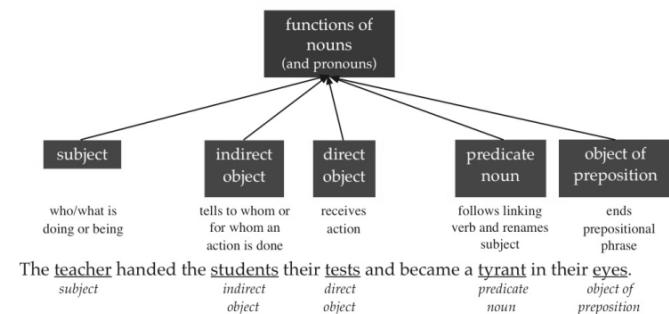 functions of
nouns
(and pronouns)
subject
indirect
object
direct
object
predicate
noun
object of
preposition
who/what is
doing or being
tells to whom or
for whom an
action is done
receives
action
follows linking
verb and renames
subject
ends
prepositional
phrase
The teacher handed the students their tests and became a tyrant in their eyes.
subject
indirect
object
direct
object
predicate
noun
object of
preposition